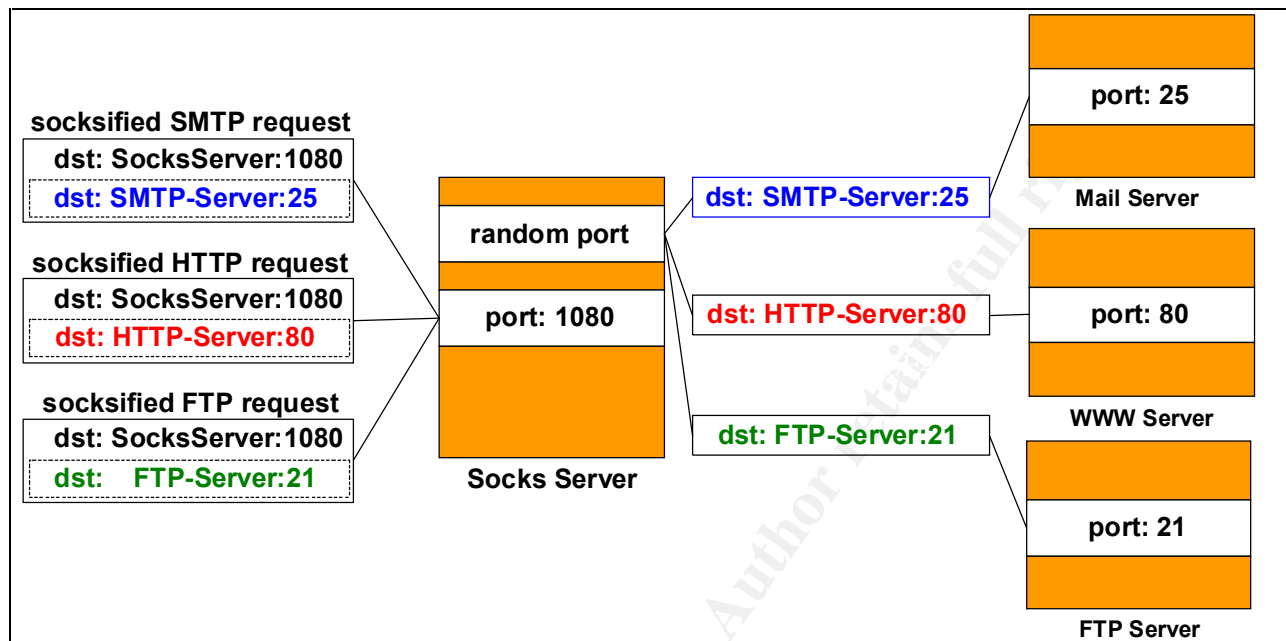 socksified SMTP request
dst: SocksServer:1080
dst: SMTP-Server:25
socksified HTTP request
dst: SocksServer:1080
dst: HTTP-Server:80
socksified FTP request
dst: SocksServer:1080
dst: FTP-Server:21
random port
port: 1080
Socks Server
dst: SMTP-Server:25
dst: HTTP-Server:80
dst: FTP-Server:21
port: 25
Mail Server
port: 80
WWW Server
port: 21
FTP Server
Author retains full